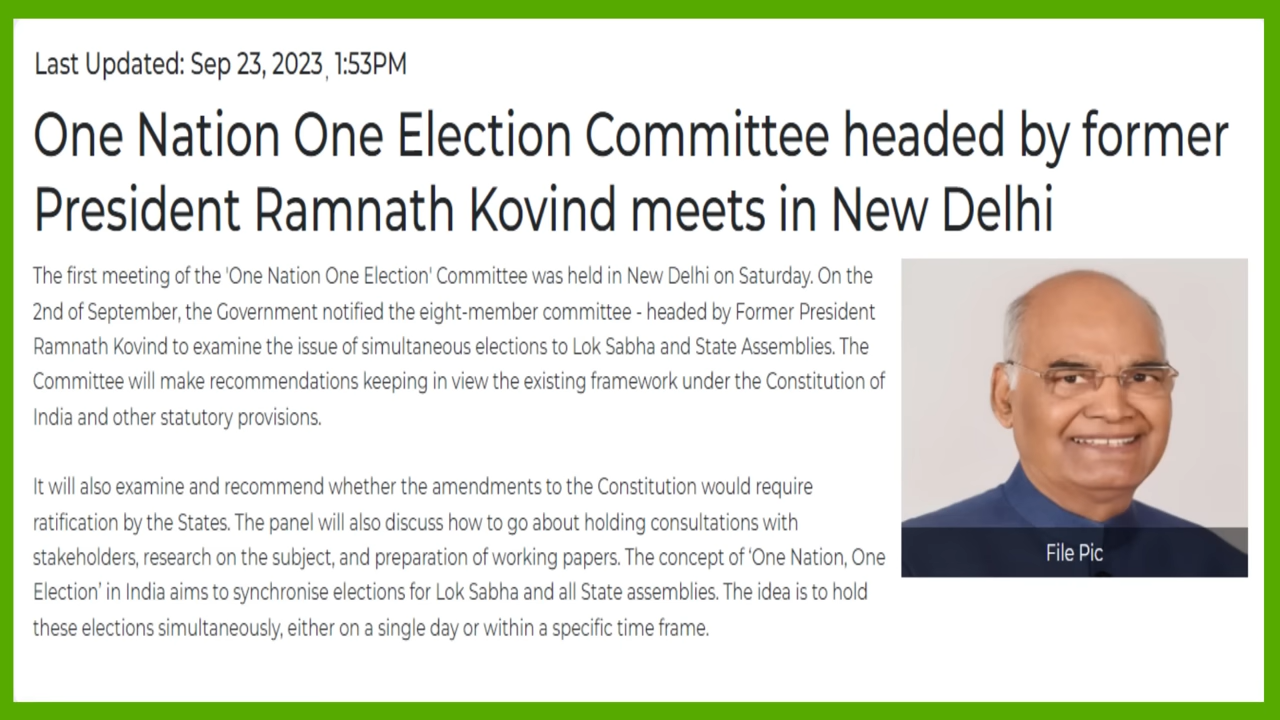 Last Updated: Sep 23, 2023, 1:53PM
One Nation One Election Committee headed by former
President Ramnath Kovind meets in New Delhi
The first meeting of the 'One Nation One Election' Committee was held in New Delhi on Saturday. On the
2nd of September, the Government notified the eight-member committee - headed by Former President
Ramnath Kovind to examine the issue of simultaneous elections to Lok Sabha and State Assemblies. The
Committee will make recommendations keeping in view the existing framework under the Constitution of
India and other statutory provisions.
It will also examine and recommend whether the amendments to the Constitution would require
ratification by the States. The panel will also discuss how to go about holding consultations with
stakeholders, research on the subject, and preparation of working papers. The concept of ‘One Nation, One
Election’ in India aims to synchronise elections for Lok Sabha and all State assemblies. The idea is to hold
these elections simultaneously, either on a single day or within a specific time frame.
File Pic